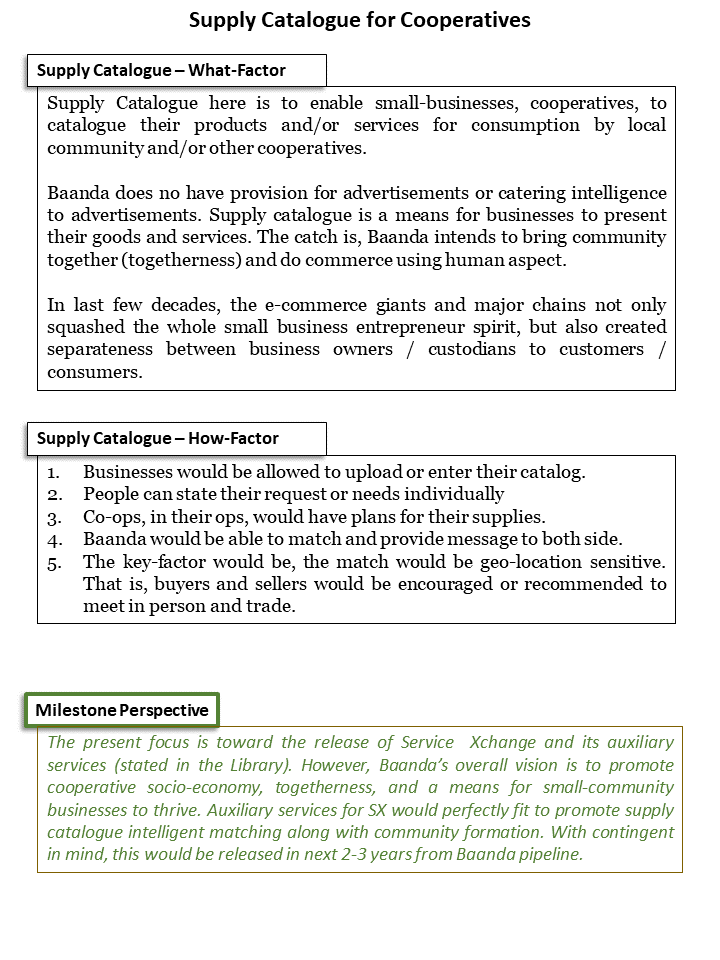 Supply Catalogue for Cooperatives
Supply Catalogue – What-Factor
Supply Catalogue here is to enable small-businesses, cooperatives, to
catalogue their products and/or services for consumption by local
community and/or other cooperatives.
Baanda does no have provision for advertisements or catering intelligence
to advertisements. Supply catalogue is a means for businesses to present
their goods and services. The catch is, Baanda intends to bring community
together (togetherness) and do commerce using human aspect.
In last few decades, the e-commerce giants and major chains not only
squashed the whole small business entrepreneur spirit, but also created
separateness between business owners / custodians to customers /
consumers.
Supply Catalogue – How-Factor
1. Businesses would be allowed to upload or enter their catalog.
2. People can state their request or needs individually
3. Co-ops, in their ops, would have plans for their supplies.
4. Baanda would be able to match and provide message to both side.
5. The key-factor would be, the match would be geo-location sensitive.
That is, buyers and sellers would be encouraged or recommended to
meet in person and trade.
Milestone Perspective
The present focus is toward the release of Service Xchange and its auxiliary
services (stated in the Library). However, Baanda's overall vision is to promote
cooperative socio-economy, togetherness, and a means for small-community
businesses to thrive. Auxiliary services for SX would perfectly fit to promote supply
catalogue intelligent matching along with community formation. With contingent
in mind, this would be released in next 2-3 years from Baanda pipeline.